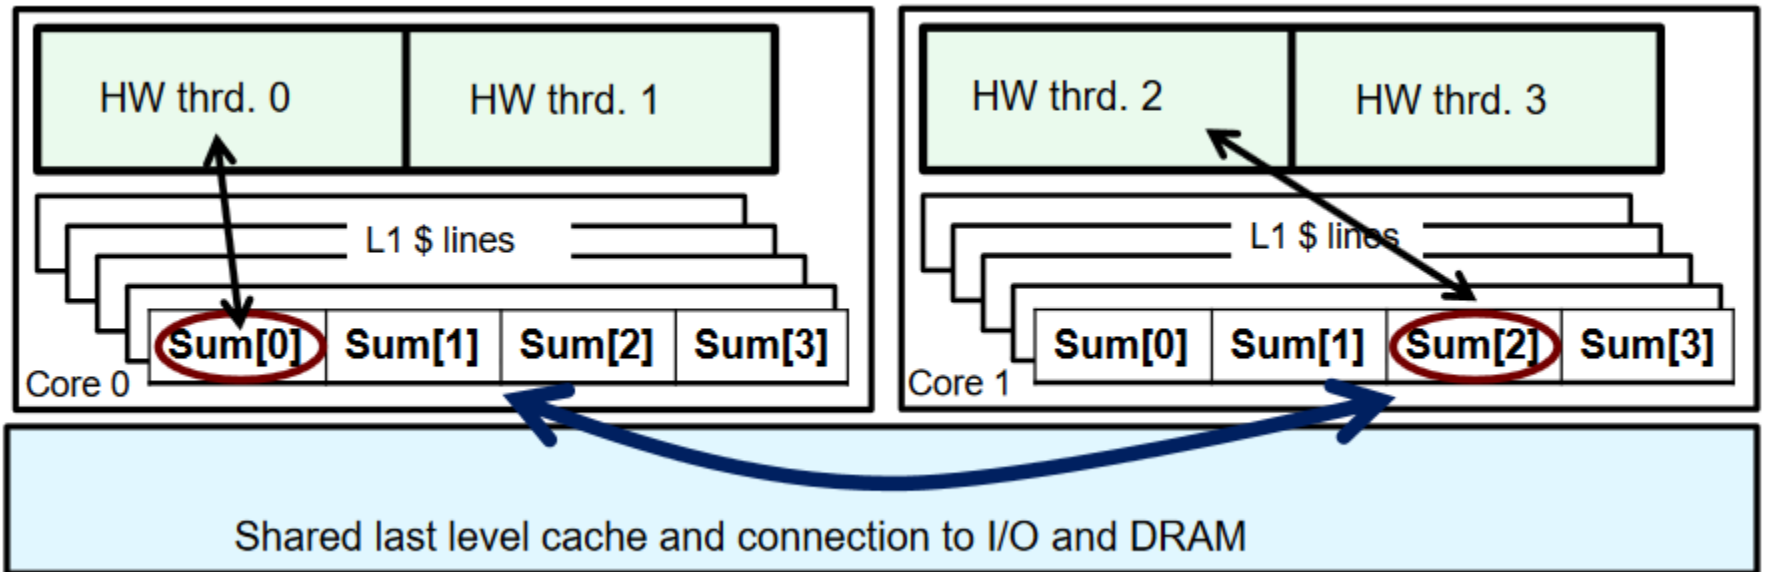 HW thrd. 0
HW thrd. 1
HW thrd. 2
HW thrd. 3
L1 $ lines
L1 $ lines
Sum[0] Sum[1] Sum[2] Sum[3]
Sum[0] Sum[1] Sum[2] Sum[3]
Core 0
Core 1
Shared last level cache and connection to I/O and DRAM